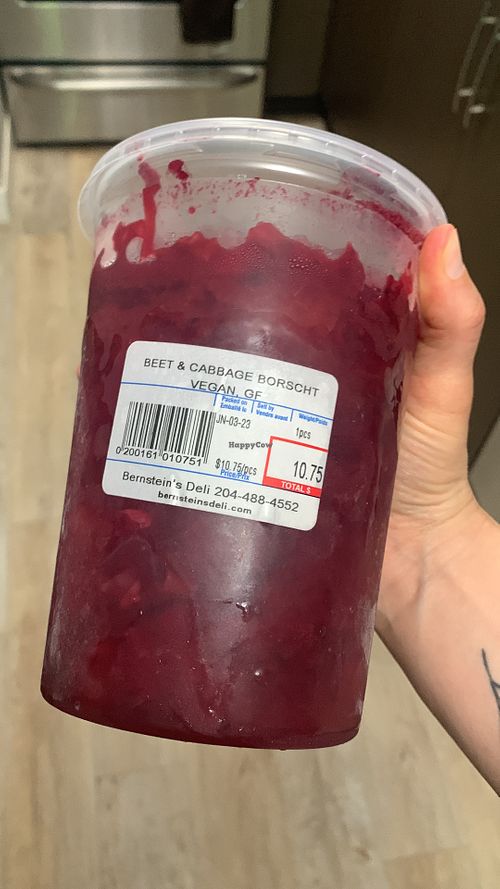 BEET & CABBAGE BORSCHT
VEGAN, GF
Packed on
Emballé le
Sell by
Vendre avant
Weight/Poids
JN-03-23
1pcs
HappyCow
$10.75/pcs
Price/Prix
10.75
TOTAL $
0 200161 010751
Bernstein's Deli 204-488-4552
bernsteinsdeli.com